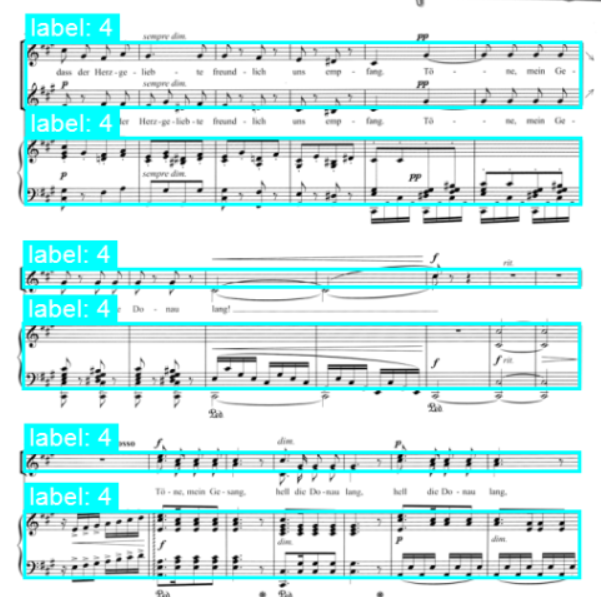 label: 4
sempre dim.
pp
dass der Herz-ge-lieb-te freund-lich uns emp-fang. Tö-ne, mein Ge-
p
sempre dim.
pp
label: 4
der Herz-ge-lieb-te freund-lich uns emp-fang. Tö-ne, mein Ge-
p
sempre dim.
pp
label: 4
f
rit.
label: 4
Do-nau lang!
f
f rit.
Ped.
Ped.
label: 4
f
dim.
p
Tö-ne, mein Ge-sang, hell die Do-nau lang, hell die Do-nau lang,
label: 4
f
dim.
p
dim.
Ped.
Ped.